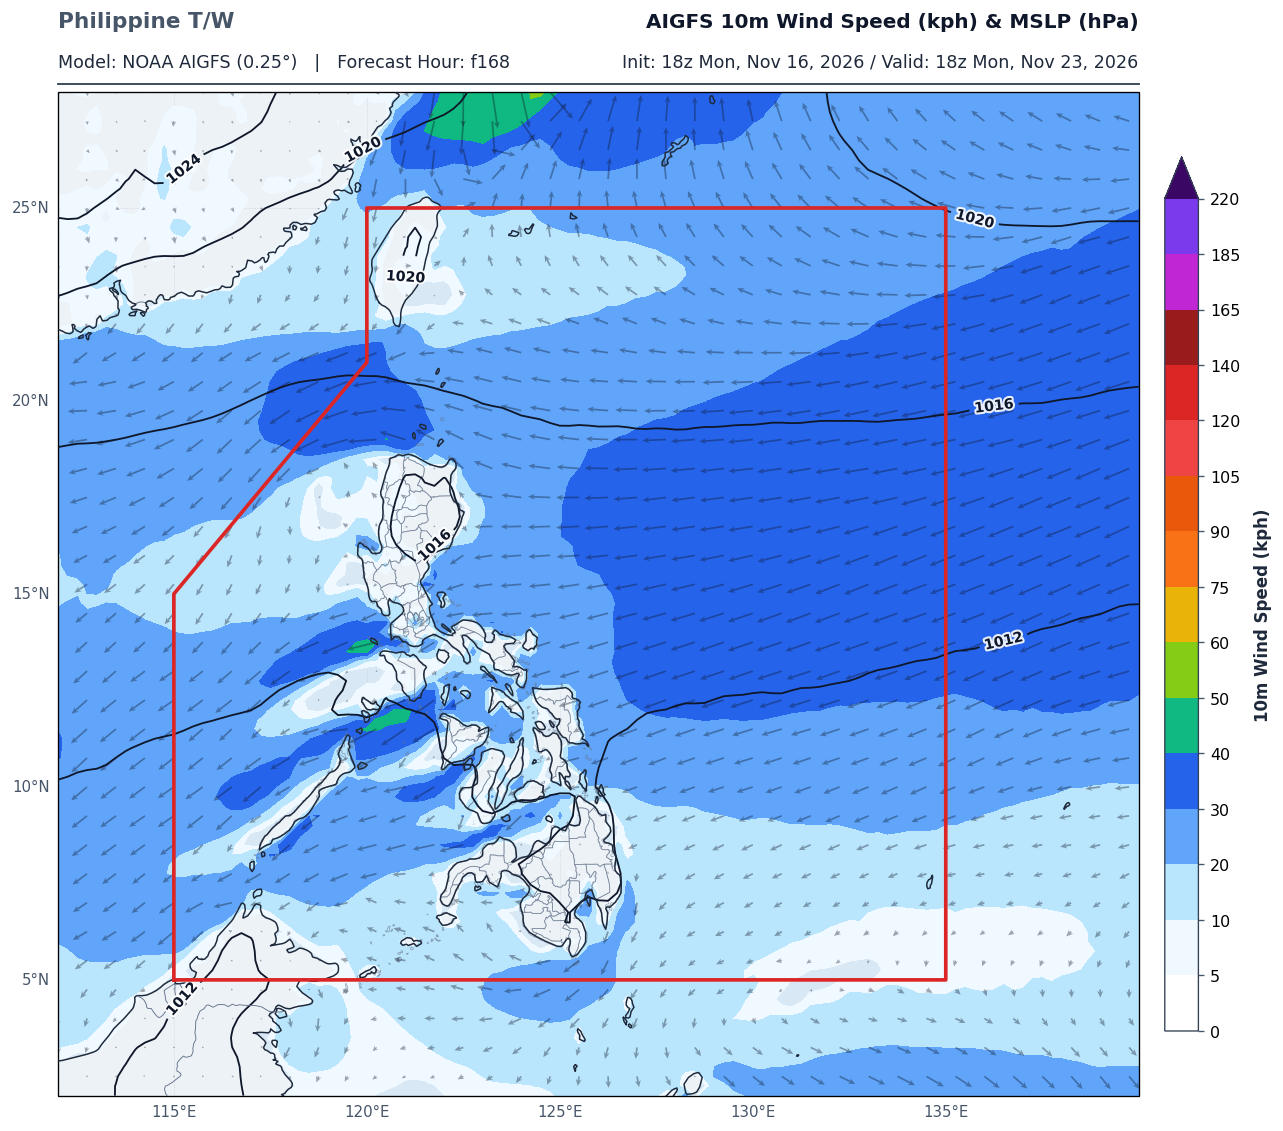 Philippine T/W
AIGFS 10m Wind Speed (kph) & MSLP (hPa)
Model: NOAA AIGFS (0.25°) | Forecast Hour: f168
Init: 18z Mon, Nov 16, 2026 / Valid: 18z Mon, Nov 23, 2026
1024
1020
1020
1020
1016
1016
1012
1012
25°N
20°N
15°N
10°N
5°N
115°E
120°E
125°E
130°E
135°E
220
185
165
140
120
105
90
75
60
50
40
30
20
10
5
0
10m Wind Speed (kph)